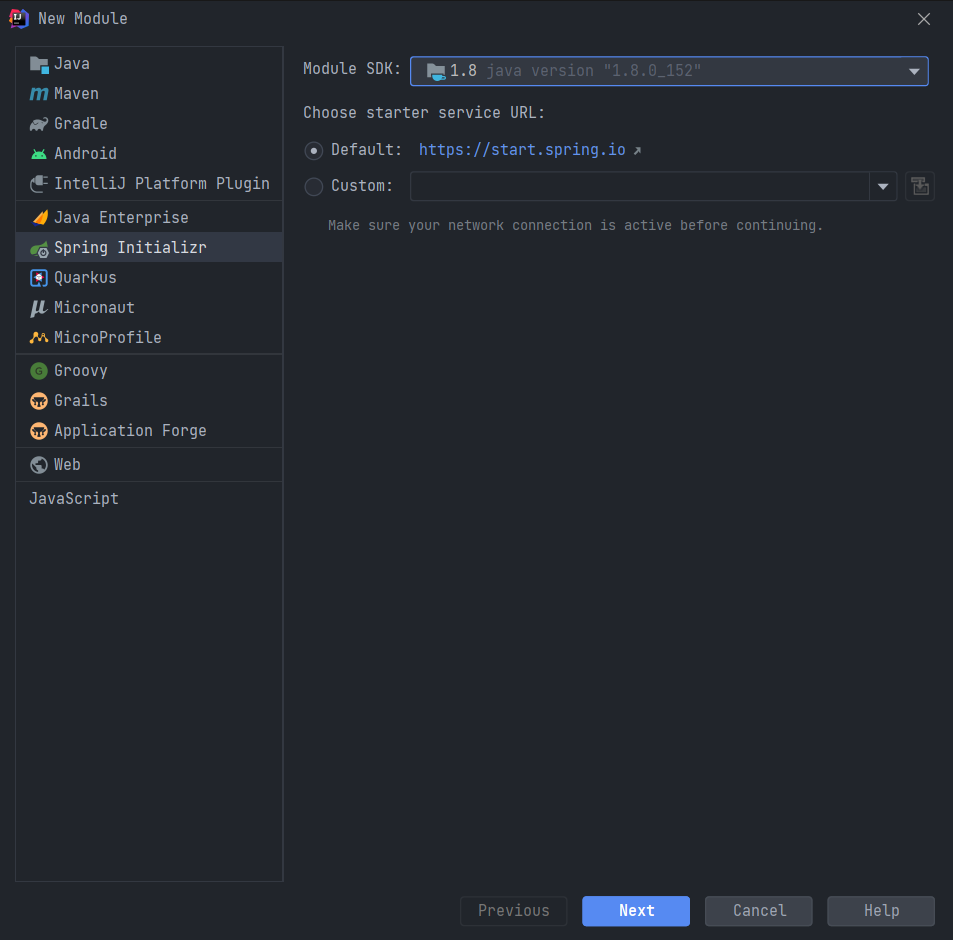 New Module
Java
Maven
Gradle
Android
IntelliJ Platform Plugin
Java Enterprise
Spring Initializr
Quarkus
Micronaut
MicroProfile
Groovy
Grails
Application Forge
Web
JavaScript
Module SDK: 1.8 java version "1.8.0_152"
Choose starter service URL:
Default: https://start.spring.io
Custom:
Make sure your network connection is active before continuing.
Previous Next Cancel Help